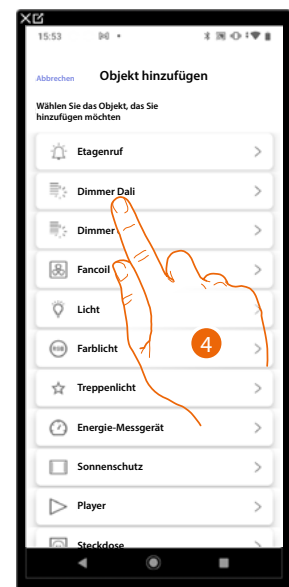 15:53
Abbrechen Objekt hinzufügen
Wählen Sie das Objekt, das Sie
hinzufügen möchten
Etagenruf
Dimmer Dali
Dimmer
Fancoil
Licht
RGB Farblicht
4
Treppenlicht
Energie-Messgerät
Sonnenschutz
Player
Steckdose